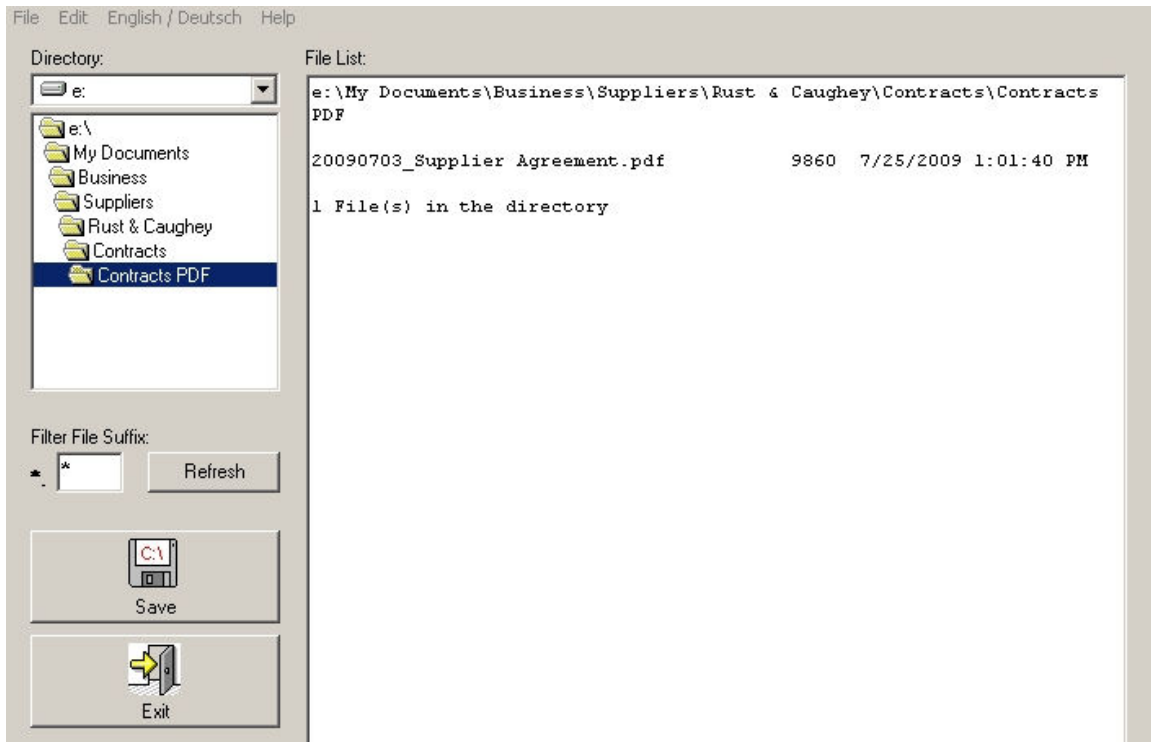 File Edit English / Deutsch Help
Directory:
e:
e:\
My Documents
Business
Suppliers
Rust & Caughey
Contracts
Contracts PDF
Filter File Suffix:
*. *
Refresh
C:\
Save
Exit
File List:
e:\My Documents\Business\Suppliers\Rust & Caughey\Contracts\Contracts
PDF
20090703_Supplier Agreement.pdf 9860 7/25/2009 1:01:40 PM
1 File(s) in the directory